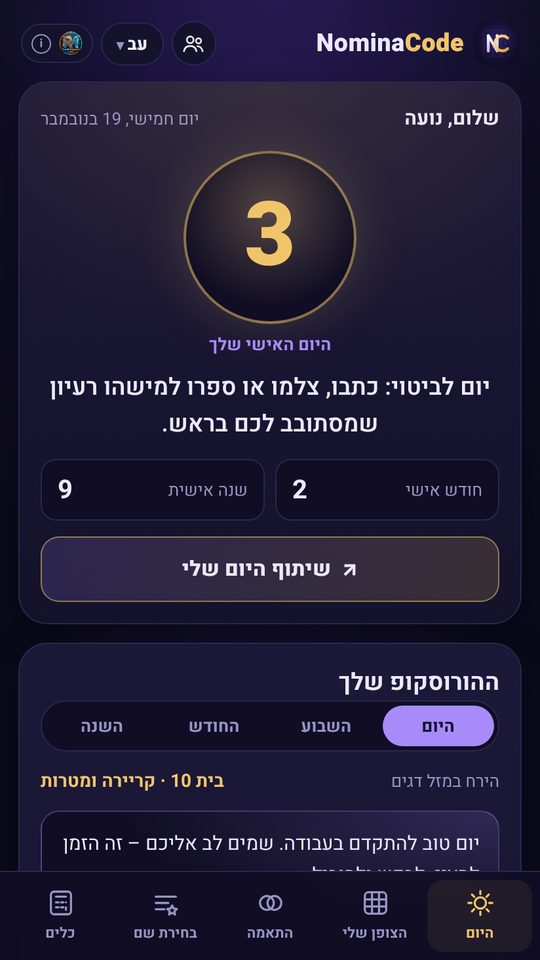 NominaCode
עב ▾
שלום, נועה
יום חמישי, 19 בנובמבר
3
היום האישי שלך
יום לביטוי: כתבו, צלמו או ספרו למישהו רעיון
שמסתובב לכם בראש.
חודש אישי 2
שנה אישית 9
שיתוף היום שלי
ההורוסקופ שלך
היום
השבוע
החודש
השנה
הירח במזל דגים
בית 10 · קריירה ומטרות
יום טוב להתקדם בעבודה. שמים לב אליכם – זה הזמן
היום
הצופן שלי
התאמה
בחירת שם
כלים